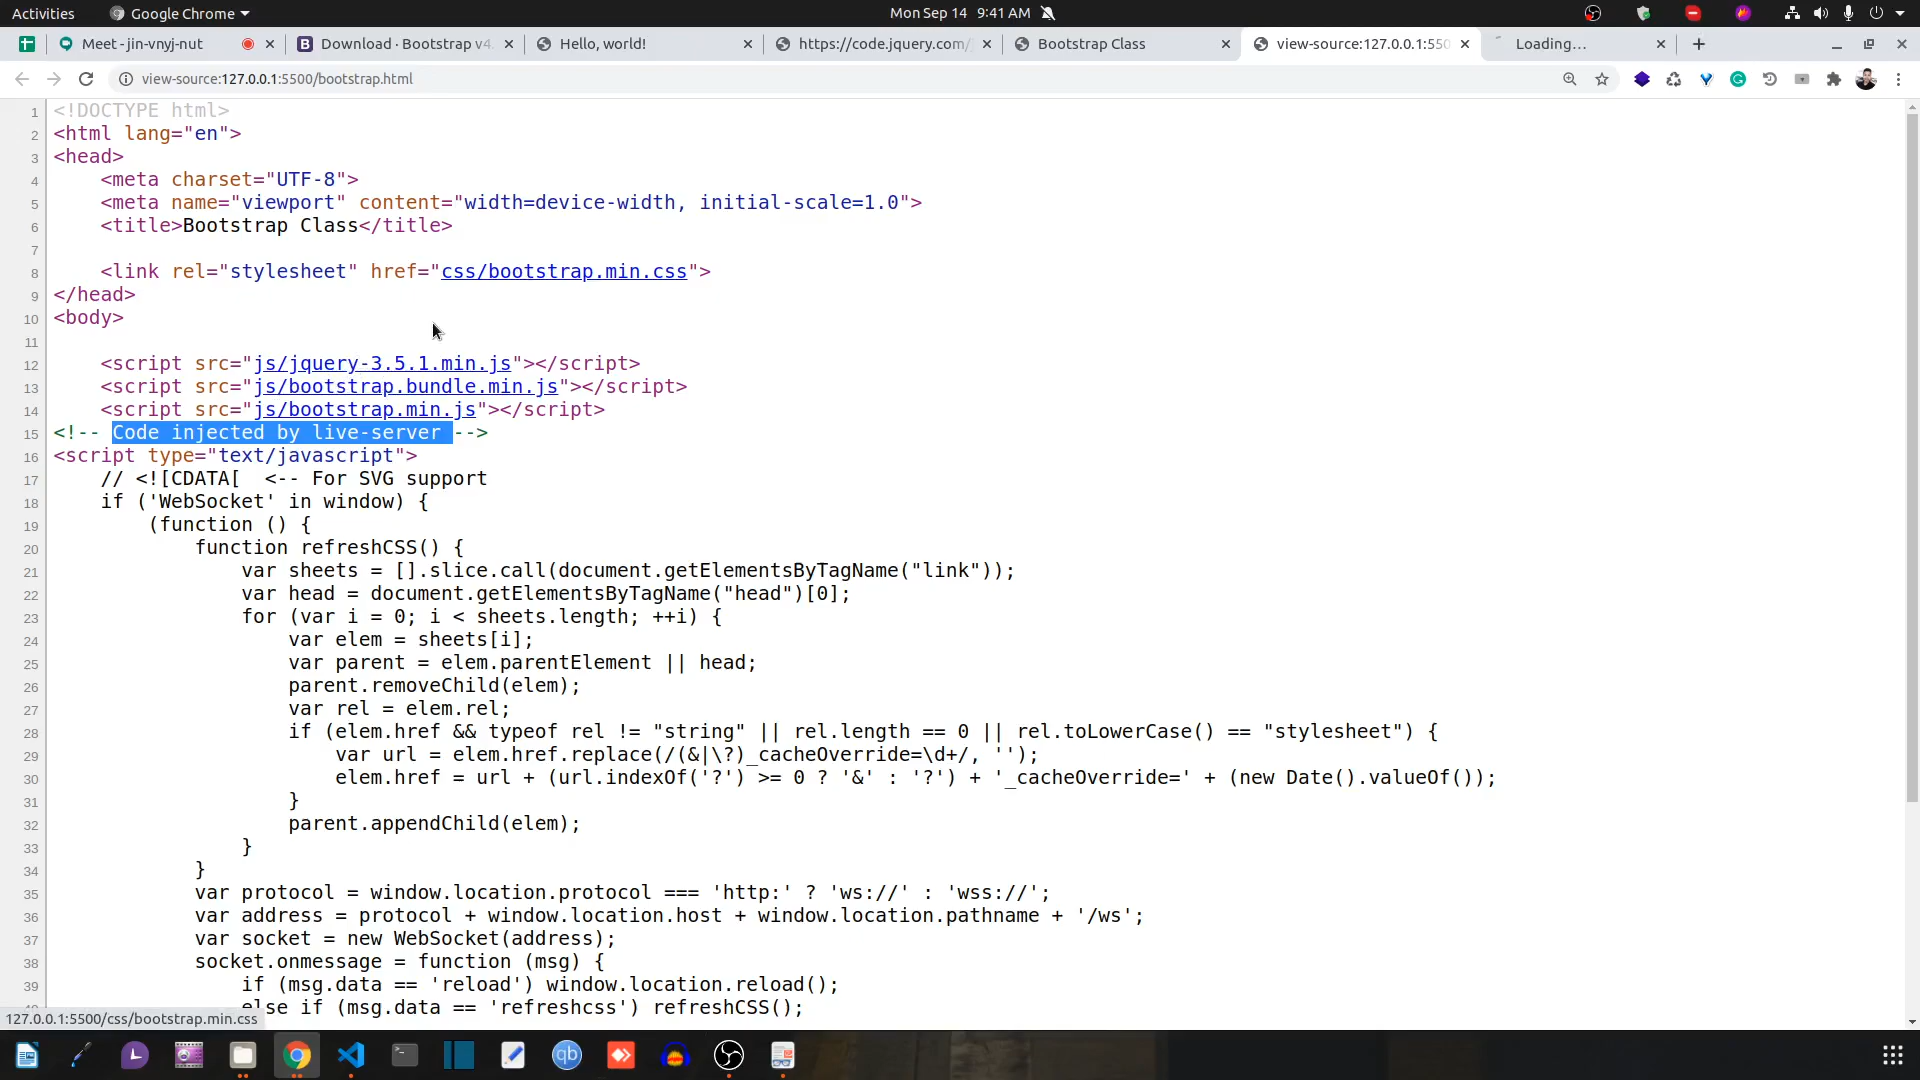 Activities
Google Chrome
Mon Sep 14 9:41 AM
Meet - jin-vnyj-nut
Download · Bootstrap v4.
Hello, world!
https://code.jquery.com/
Bootstrap Class
view-source:127.0.0.1:550
Loading…
view-source:127.0.0.1:5500/bootstrap.html
1 <!DOCTYPE html>
2 <html lang="en">
3 <head>
4 <meta charset="UTF-8">
5 <meta name="viewport" content="width=device-width, initial-scale=1.0">
6 <title>Bootstrap Class</title>
7
8 <link rel="stylesheet" href="css/bootstrap.min.css">
9 </head>
10 <body>
11
12 <script src="js/jquery-3.5.1.min.js"></script>
13 <script src="js/bootstrap.bundle.min.js"></script>
14 <script src="js/bootstrap.min.js"></script>
15 <!-- Code injected by live-server -->
16 <script type="text/javascript">
17 // <![CDATA[ <-- For SVG support
18 if ('WebSocket' in window) {
19 (function () {
20 function refreshCSS() {
21 var sheets = [].slice.call(document.getElementsByTagName("link"));
22 var head = document.getElementsByTagName("head")[0];
23 for (var i = 0; i < sheets.length; ++i) {
24 var elem = sheets[i];
25 var parent = elem.parentElement || head;
26 parent.removeChild(elem);
27 var rel = elem.rel;
28 if (elem.href && typeof rel != "string" || rel.length == 0 || rel.toLowerCase() == "stylesheet") {
29 var url = elem.href.replace(/(&|\?)_cacheOverride=\d+/, '');
30 elem.href = url + (url.indexOf('?') >= 0 ? '&' : '?') + '_cacheOverride=' + (new Date().valueOf());
31 }
32 parent.appendChild(elem);
33 }
34 }
35 var protocol = window.location.protocol === 'http:' ? 'ws://' : 'wss://';
36 var address = protocol + window.location.host + window.location.pathname + '/ws';
37 var socket = new WebSocket(address);
38 socket.onmessage = function (msg) {
39 if (msg.data == 'reload') window.location.reload();
else if (msg.data == 'refreshcss') refreshCSS();
127.0.0.1:5500/css/bootstrap.min.css